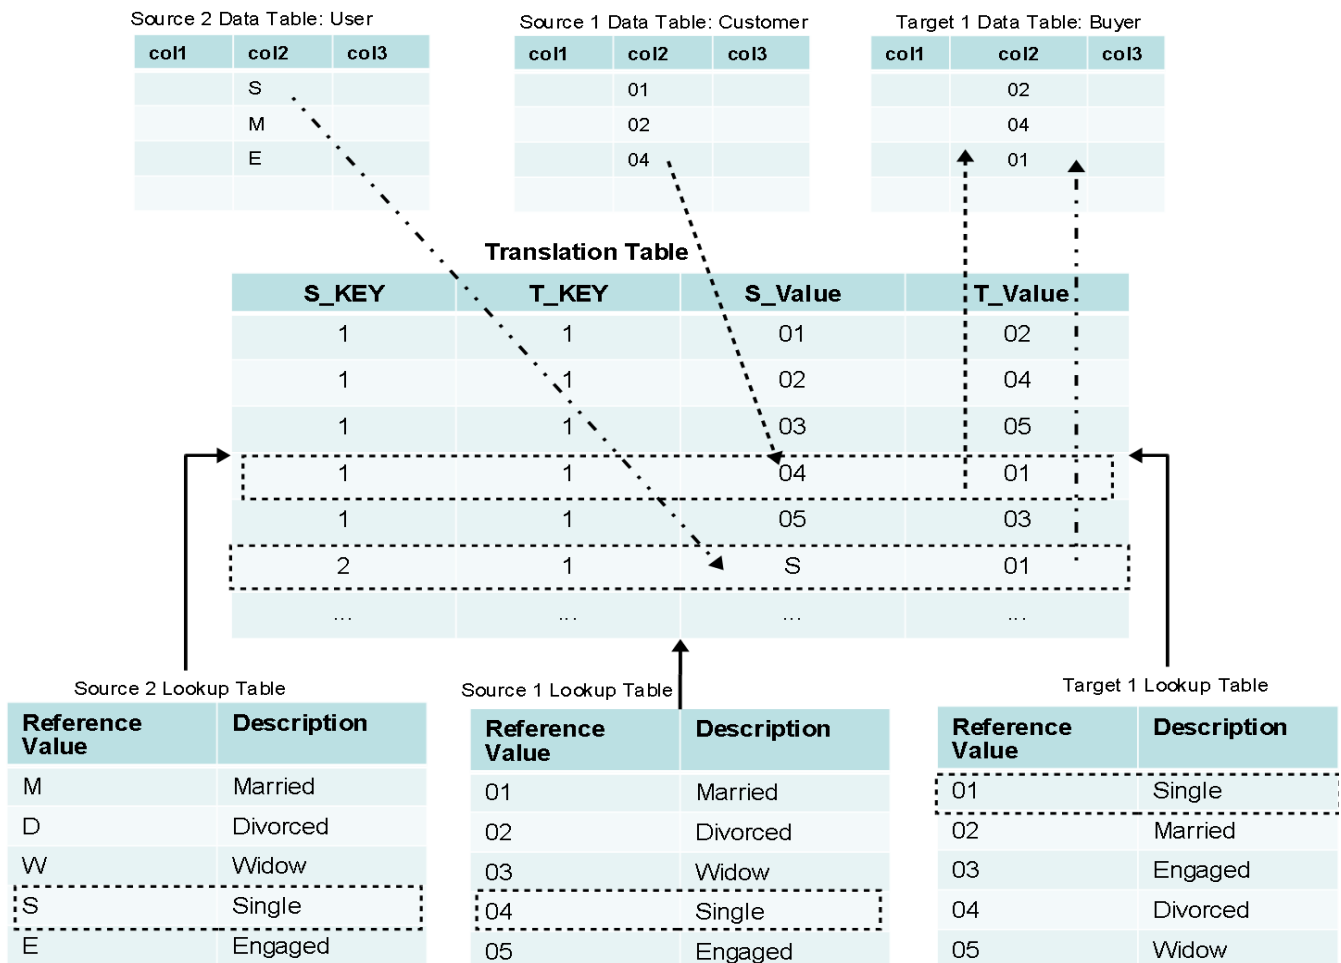 Source 2 Data Table: User
Source 1 Data Table: Customer
Target 1 Data Table: Buyer
col1 col2 col3
S
M
E
col1 col2 col3
01
02
04
col1 col2 col3
02
04
01
Translation Table
S_KEY T_KEY S_Value T_Value
1 1 01 02
1 1 02 04
1 1 03 05
1 1 04 01
1 1 05 03
2 1 S 01
... ... ... ...
Source 2 Lookup Table
Reference Description
Value
M Married
D Divorced
W Widow
S Single
E Engaged
Source 1 Lookup Table
Reference Description
Value
01 Married
02 Divorced
03 Widow
04 Single
05 Engaged
Target 1 Lookup Table
Reference Description
Value
01 Single
02 Married
03 Engaged
04 Divorced
05 Widow